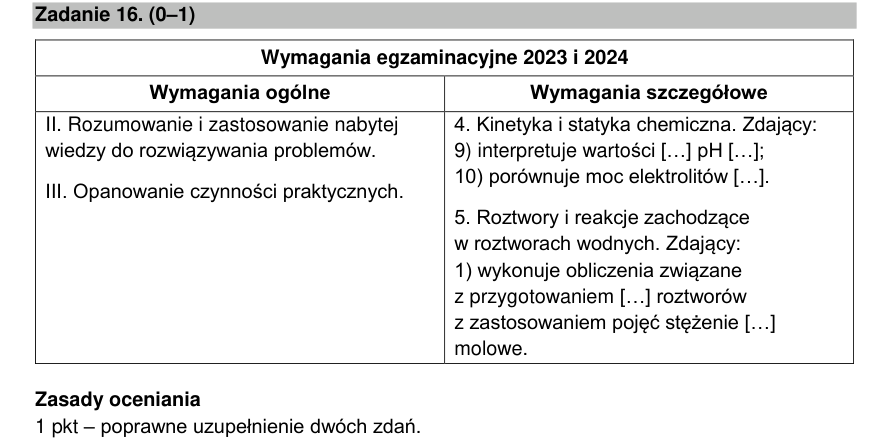 Zadanie 16. (0–1)
Wymagania egzaminacyjne 2023 i 2024
Wymagania ogólne
Wymagania szczegółowe
II. Rozumowanie i zastosowanie nabytej
wiedzy do rozwiązywania problemów.
III. Opanowanie czynności praktycznych.
4. Kinetyka i statyka chemiczna. Zdający:
9) interpretuje wartości […] pH […];
10) porównuje moc elektrolitów […].
5. Roztwory i reakcje zachodzące
w roztworach wodnych. Zdający:
1) wykonuje obliczenia związane
z przygotowaniem […] roztworów
z zastosowaniem pojęć stężenie […]
molowe.
Zasady oceniania
1 pkt – poprawne uzupełnienie dwóch zdań.